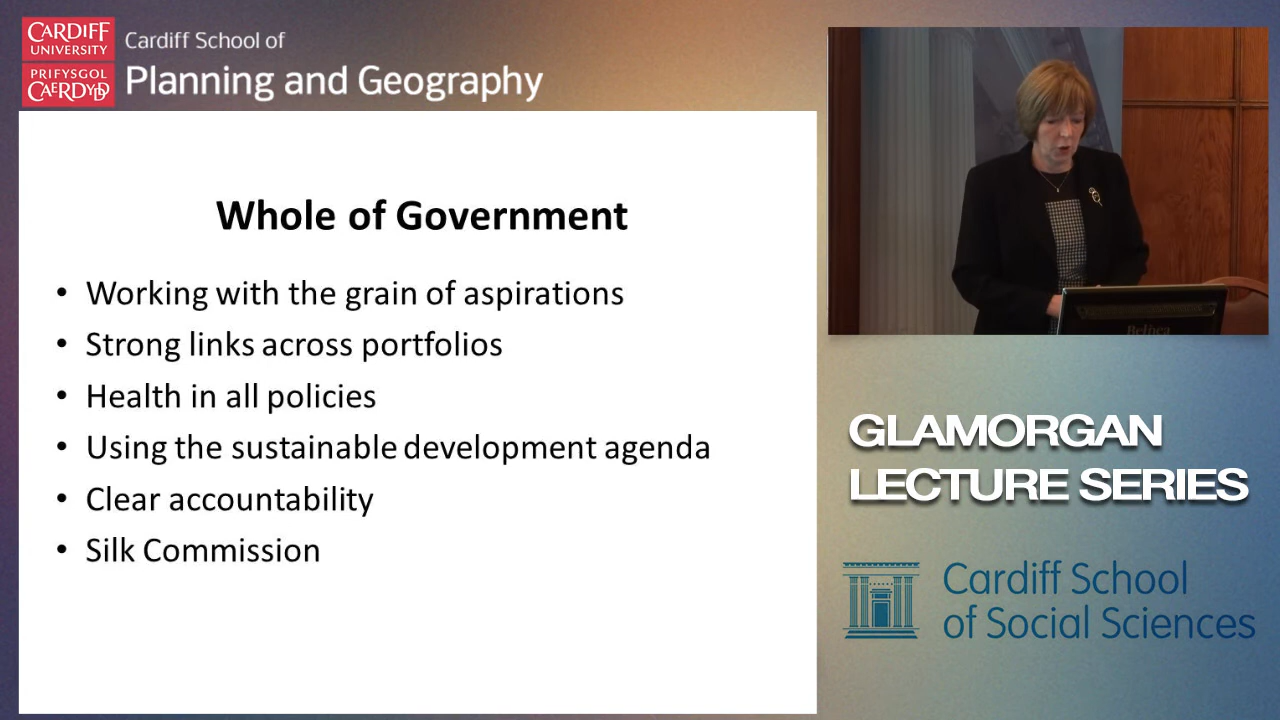 CARDIFF
UNIVERSITY
PRIFYSGOL
CAERDYDD
Cardiff School of
Planning and Geography
Whole of Government
• Working with the grain of aspirations
• Strong links across portfolios
• Health in all policies
• Using the sustainable development agenda
• Clear accountability
• Silk Commission
Belinea
GLAMORGAN
LECTURE SERIES
Cardiff School
of Social Sciences